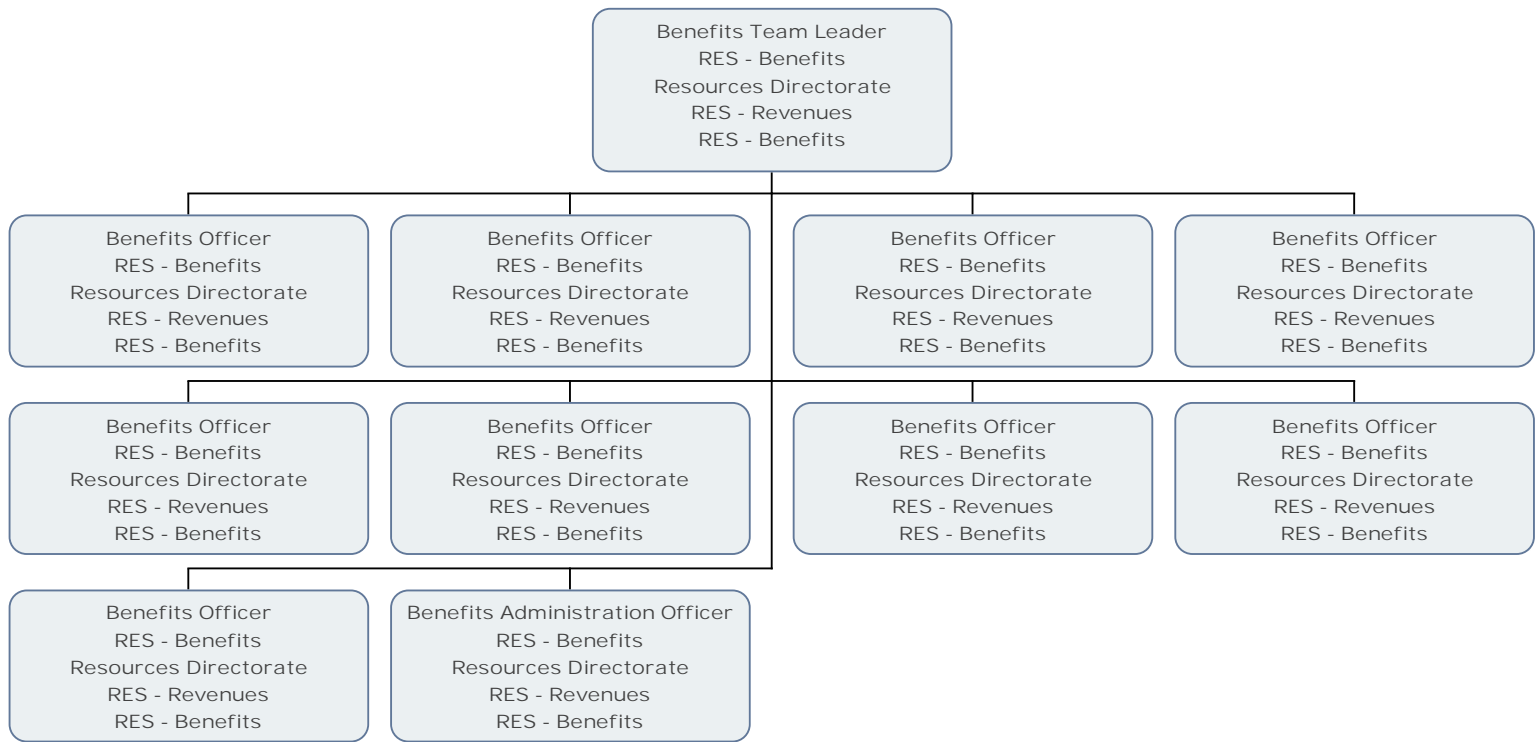 Benefits Team Leader
RES - Benefits
Resources Directorate
RES - Revenues
RES - Benefits
Benefits Officer
RES - Benefits
Resources Directorate
RES - Revenues
RES - Benefits
Benefits Officer
RES - Benefits
Resources Directorate
RES - Revenues
RES - Benefits
Benefits Officer
RES - Benefits
Resources Directorate
RES - Revenues
RES - Benefits
Benefits Officer
RES - Benefits
Resources Directorate
RES - Revenues
RES - Benefits
Benefits Officer
RES - Benefits
Resources Directorate
RES - Revenues
RES - Benefits
Benefits Officer
RES - Benefits
Resources Directorate
RES - Revenues
RES - Benefits
Benefits Officer
RES - Benefits
Resources Directorate
RES - Revenues
RES - Benefits
Benefits Officer
RES - Benefits
Resources Directorate
RES - Revenues
RES - Benefits
Benefits Officer
RES - Benefits
Resources Directorate
RES - Revenues
RES - Benefits
Benefits Administration Officer
RES - Benefits
Resources Directorate
RES - Revenues
RES - Benefits